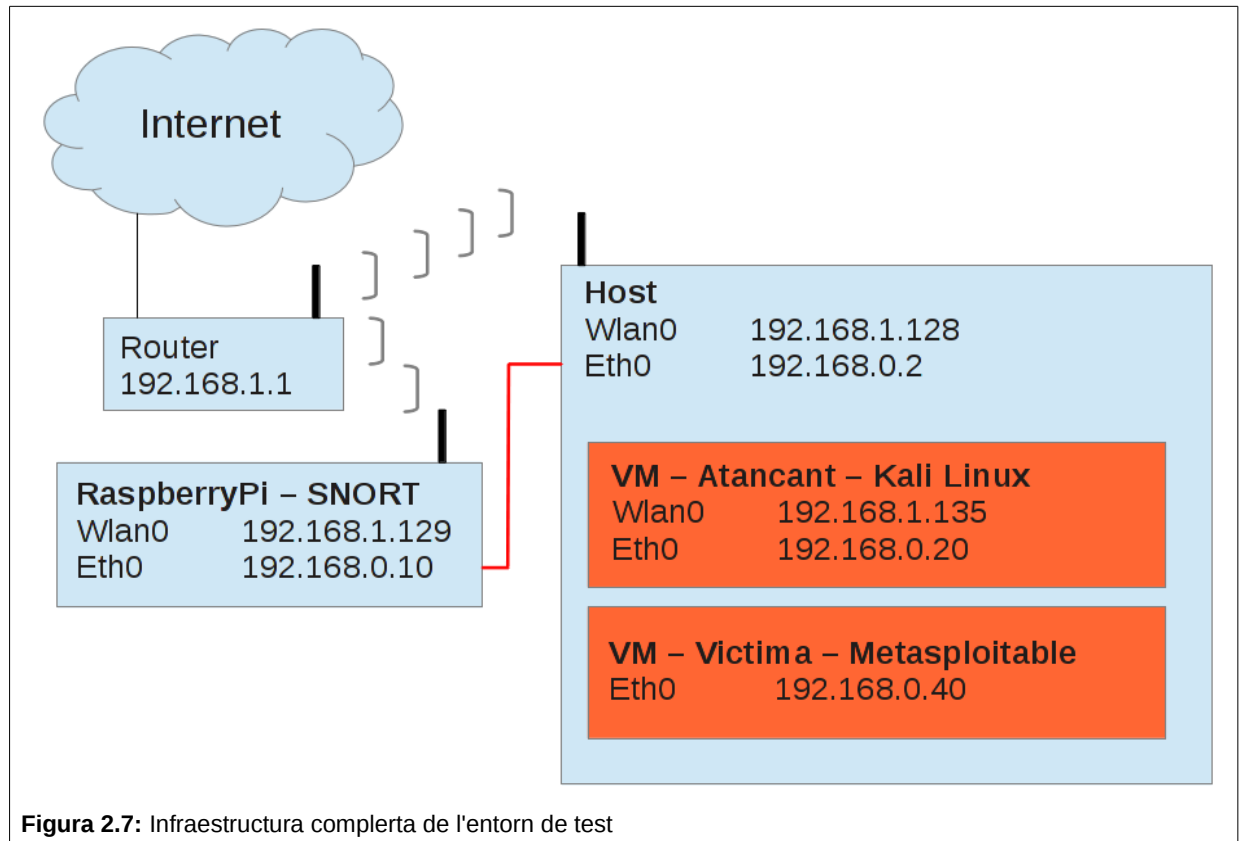 Internet
Router
192.168.1.1
Host
Wlan0 192.168.1.128
Eth0 192.168.0.2
RaspberryPi – SNORT
Wlan0 192.168.1.129
Eth0 192.168.0.10
VM – Atancant – Kali Linux
Wlan0 192.168.1.135
Eth0 192.168.0.20
VM – Victima – Metasploitable
Eth0 192.168.0.40
Figura 2.7: Infraestructura complerta de l'entorn de test